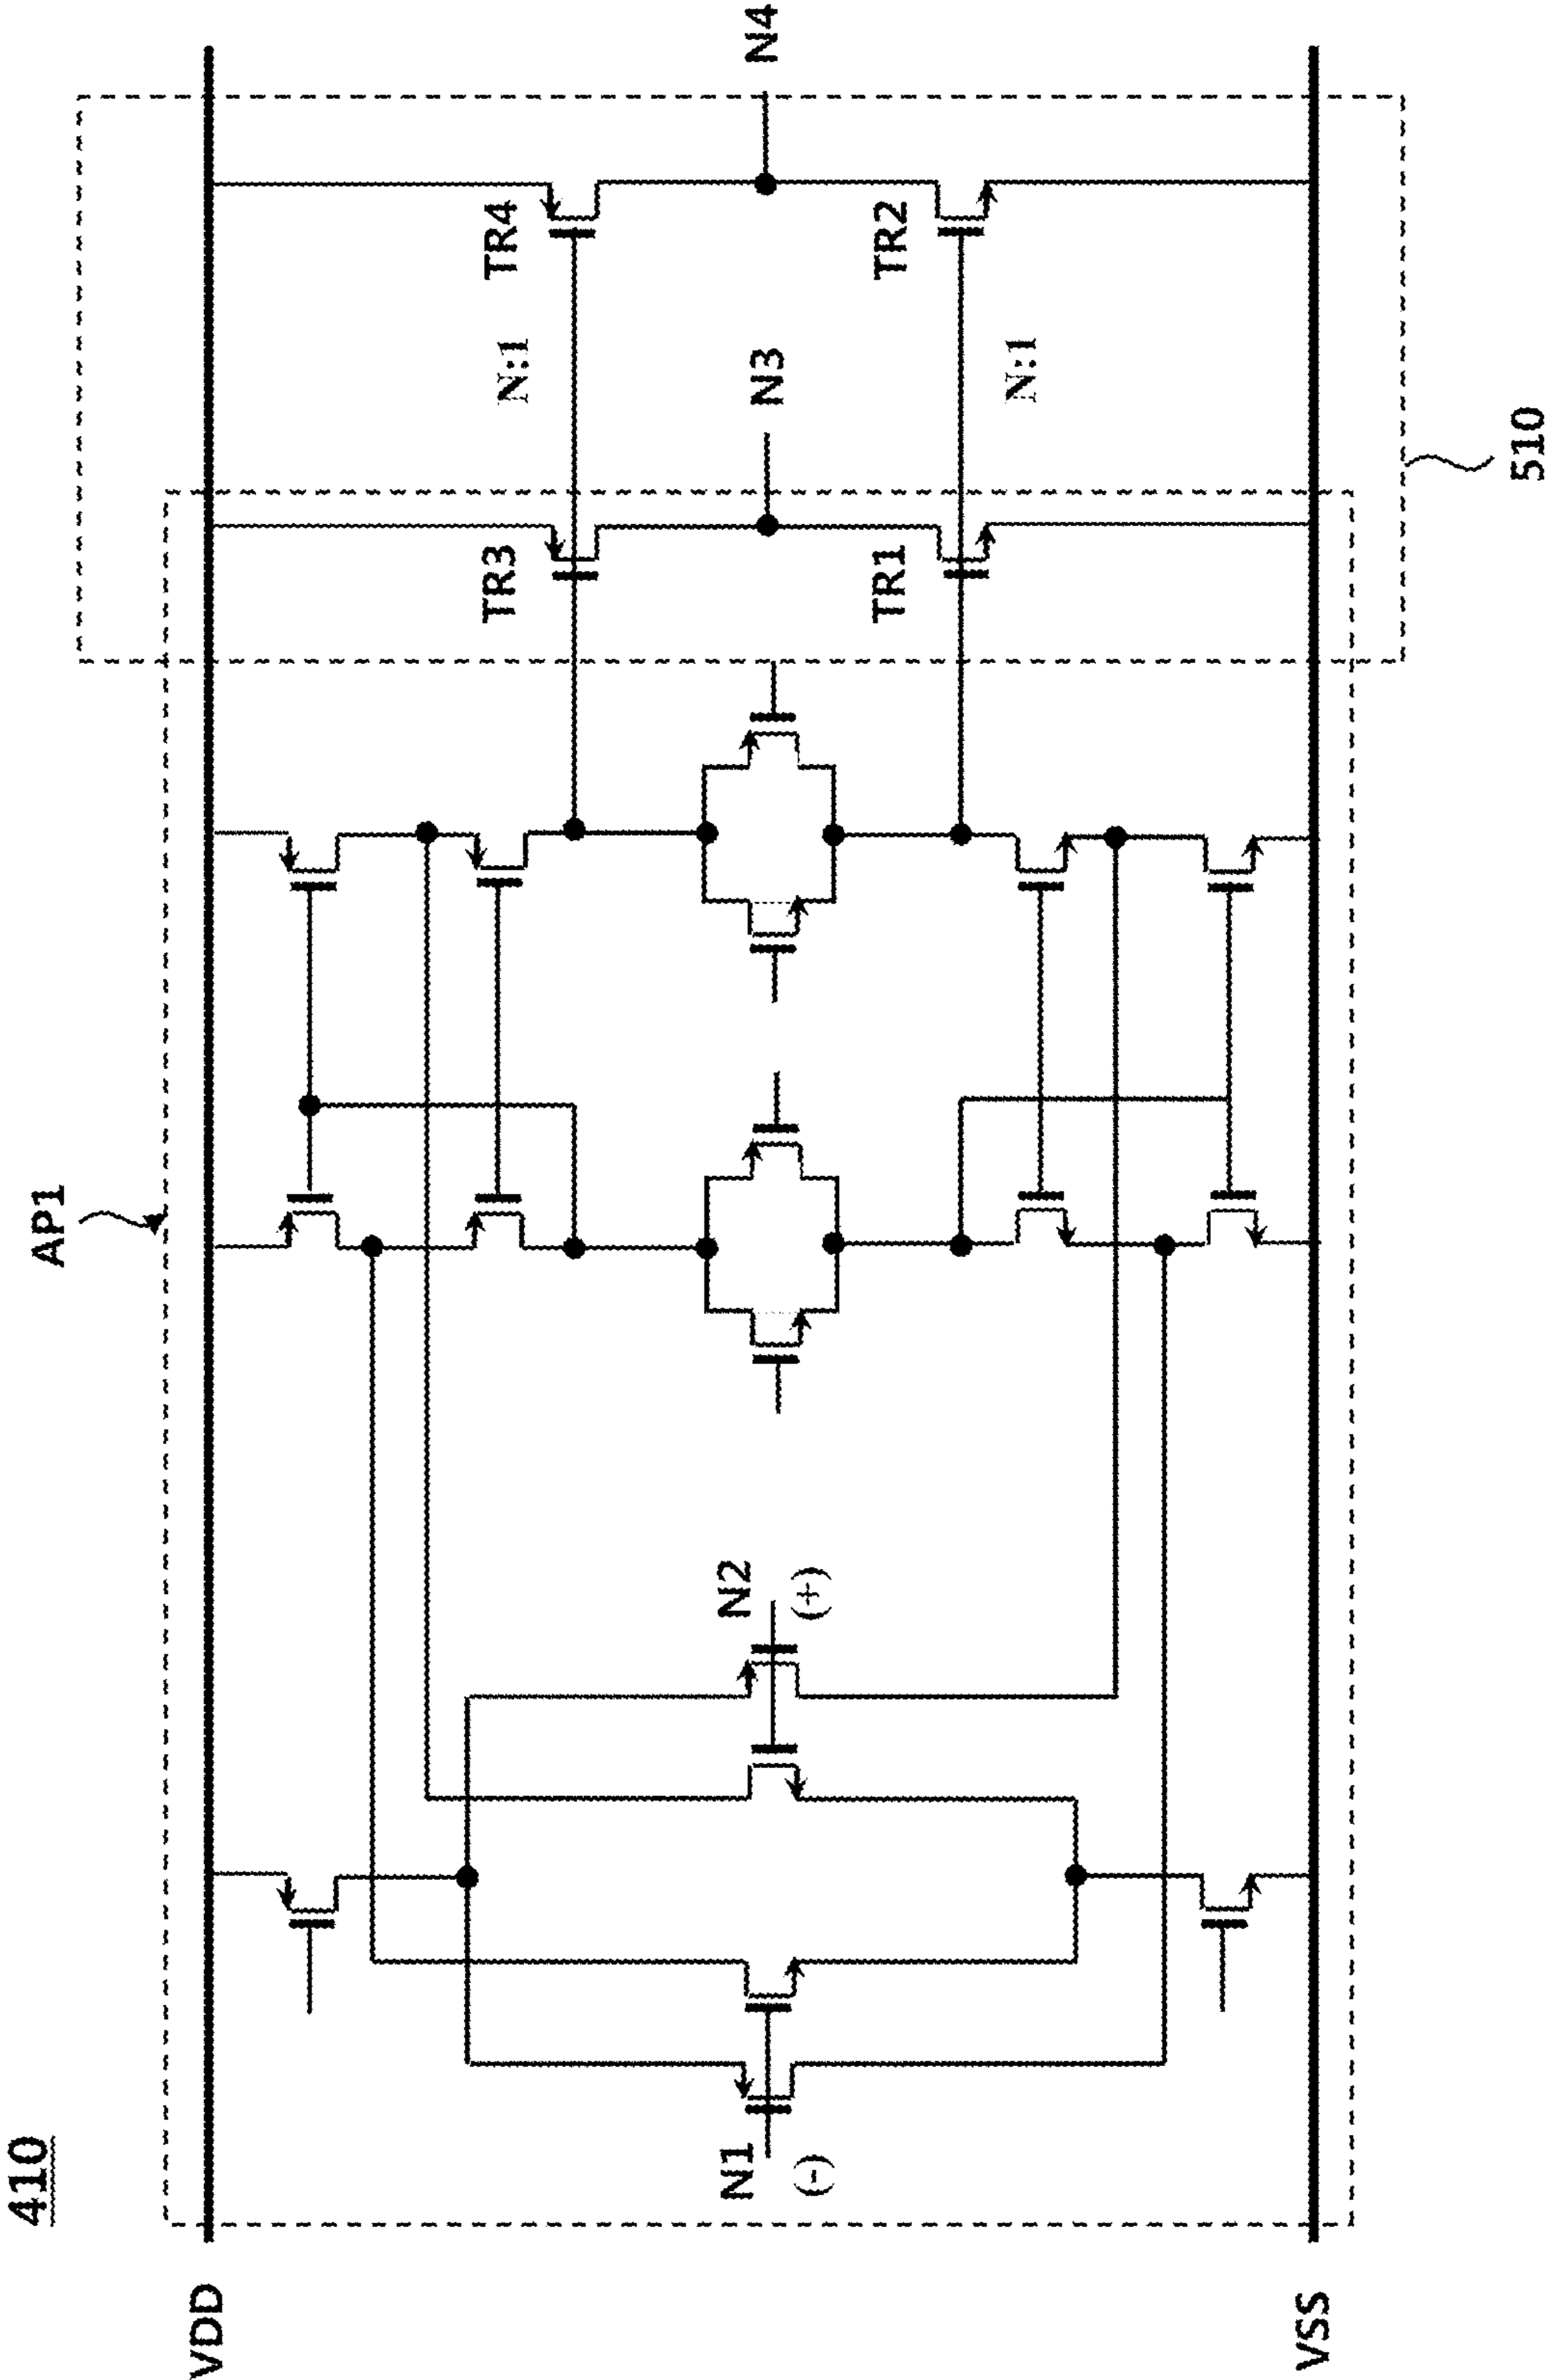 410
AP1
VDD
N1
(-)
N2
(+)
TR3
TR4
N:1
N3
N4
TR1
TR2
N:1
VSS
510